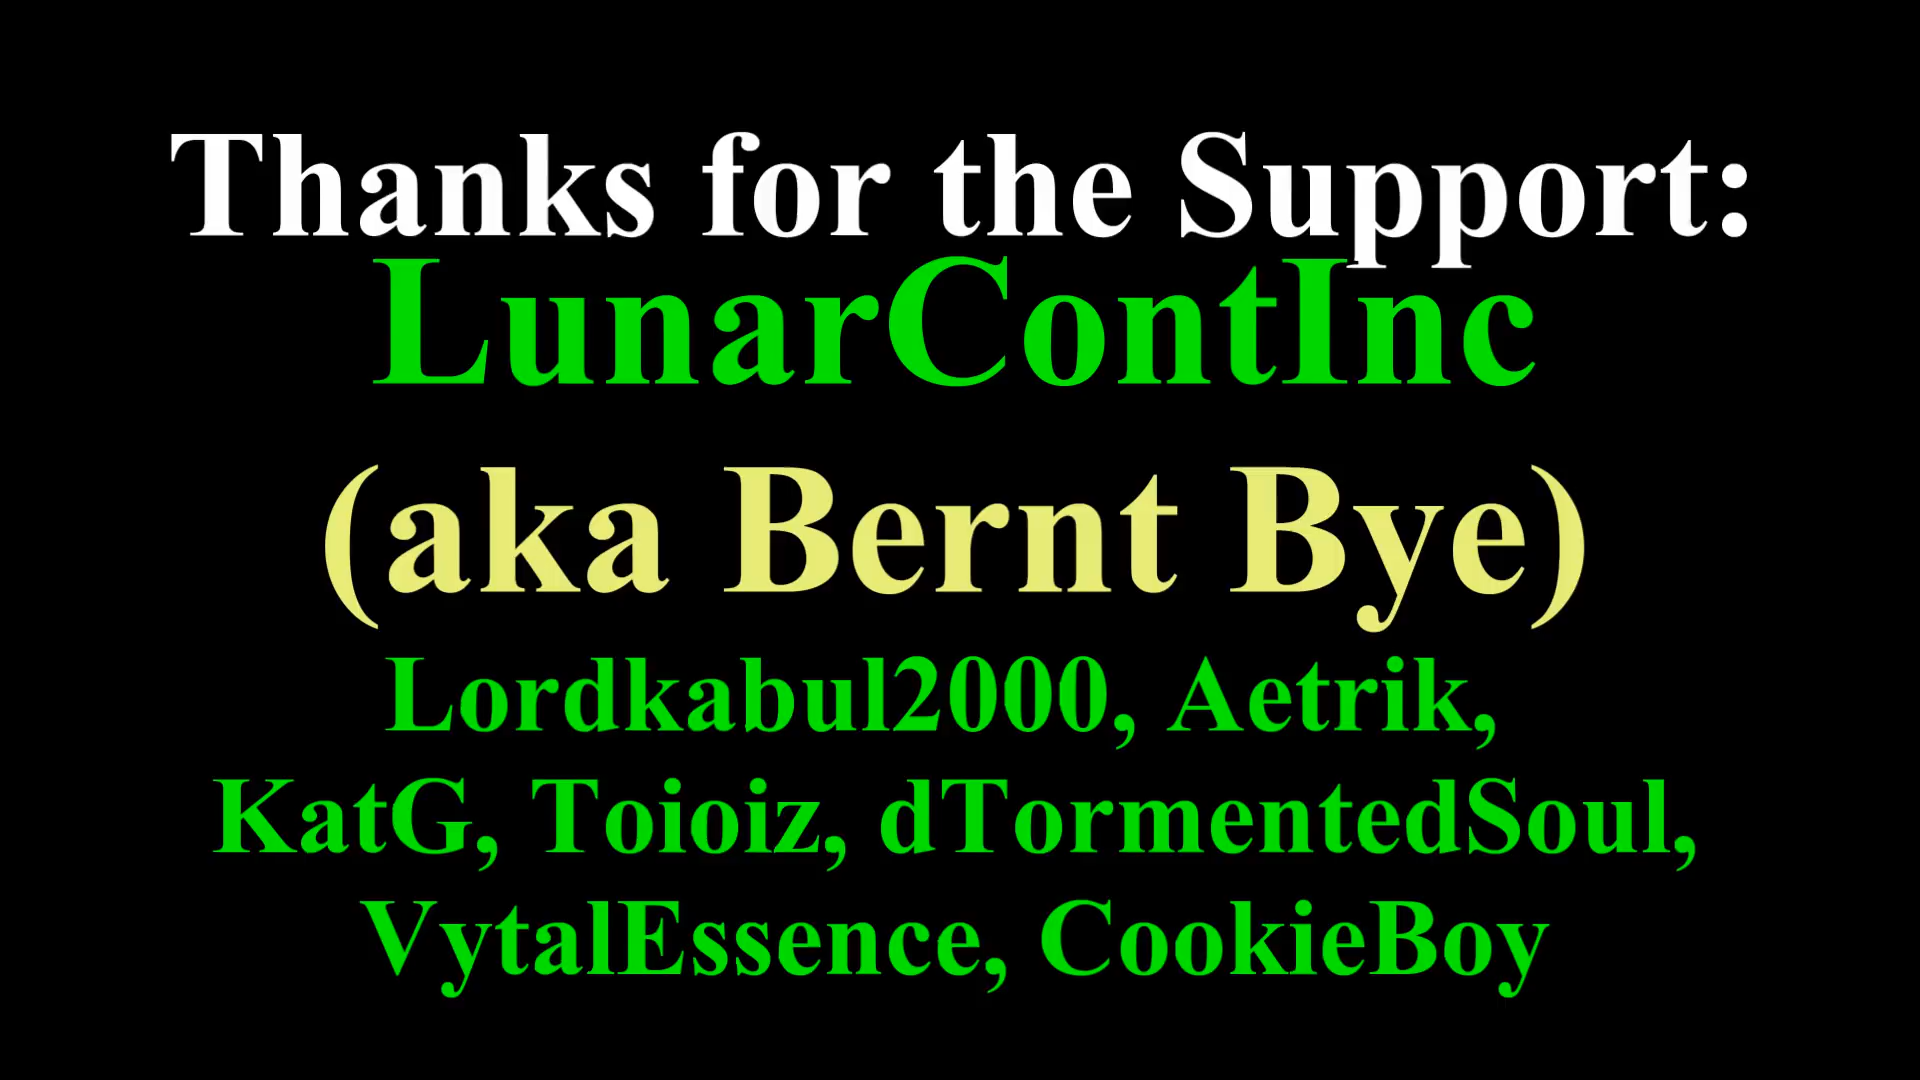 Thanks for the Support:
LunarContInc
(aka Bernt Bye)
Lordkabul2000, Aetrik,
KatG, Toioiz, dTormentedSoul,
VytalEssence, CookieBoy